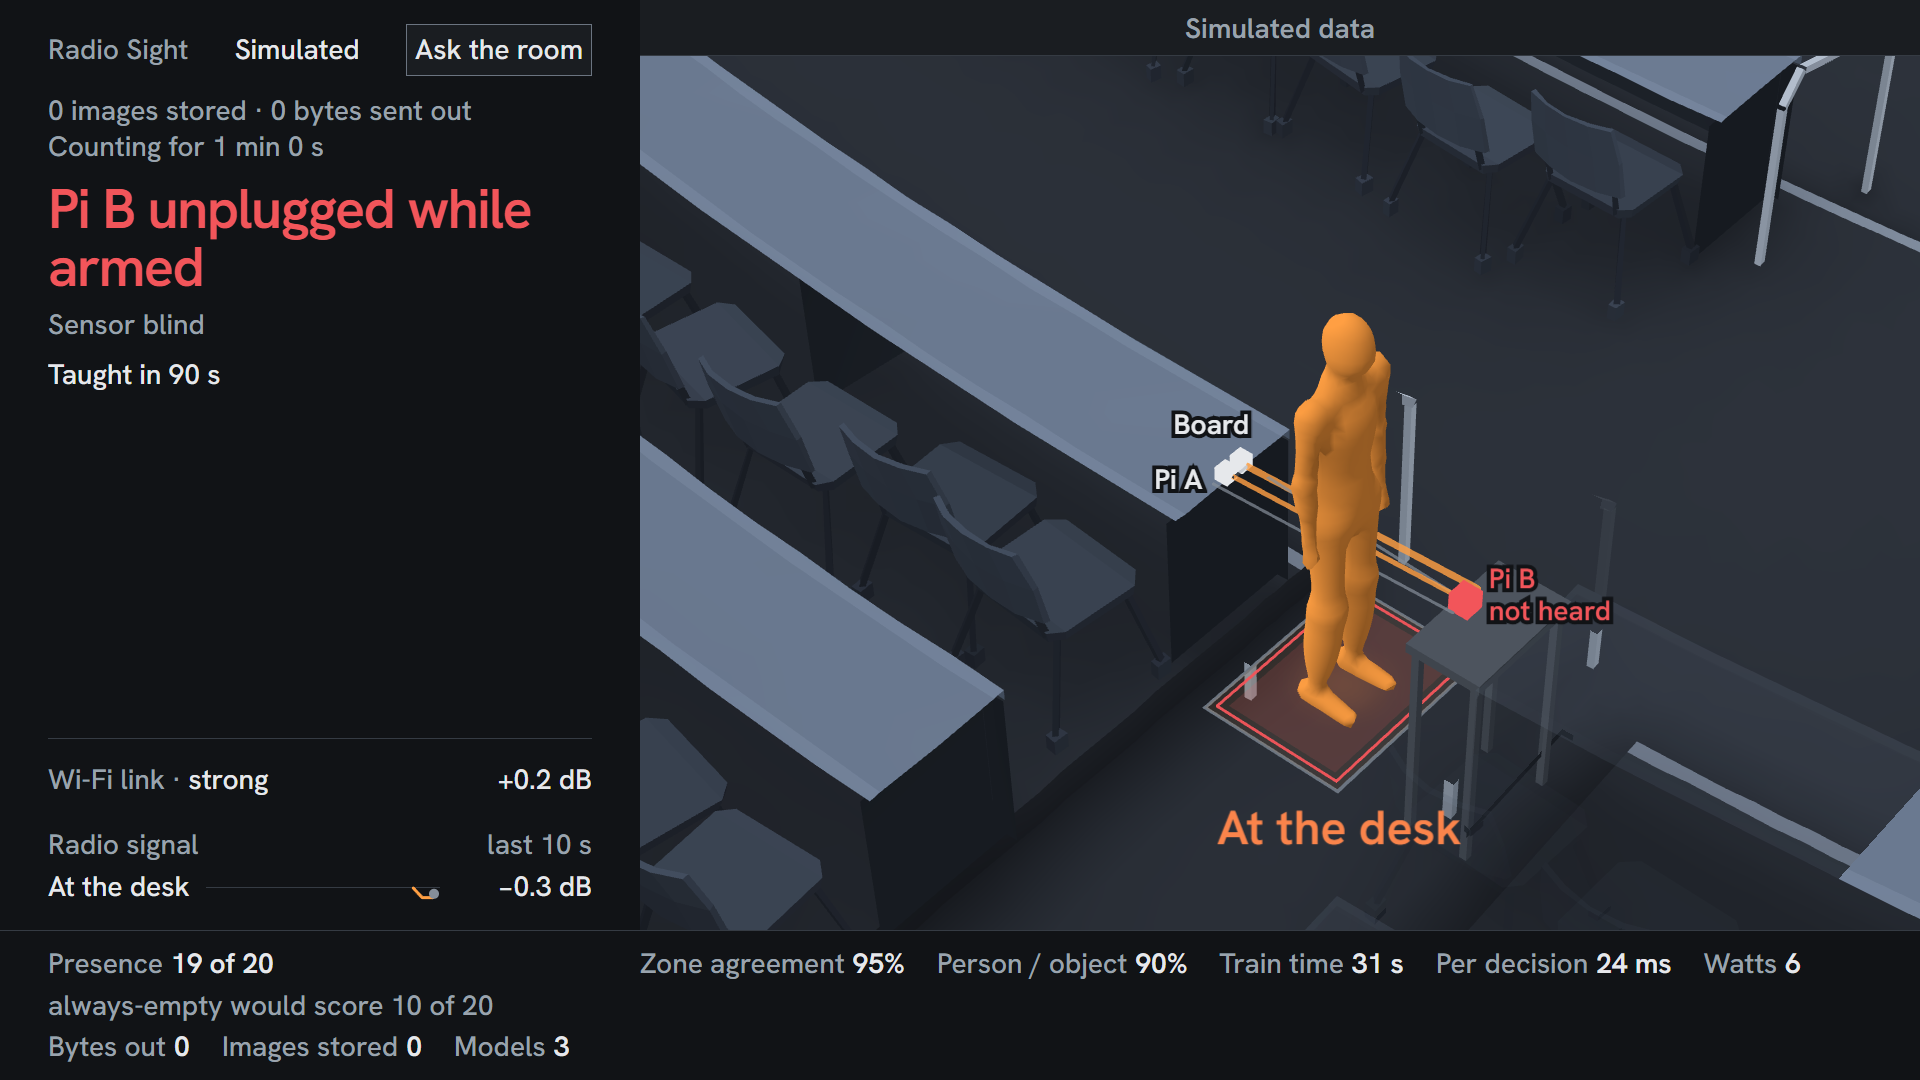 Radio Sight Simulated Ask the room
Simulated data
0 images stored · 0 bytes sent out
Counting for 1 min 0 s
Pi B unplugged while
armed
Sensor blind
Taught in 90 s
Board
Pi A
Pi B
not heard
At the desk
Wi-Fi link · strong +0.2 dB
Radio signal last 10 s
At the desk −0.3 dB
Presence 19 of 20
always-empty would score 10 of 20
Bytes out 0 Images stored 0 Models 3
Zone agreement 95% Person / object 90% Train time 31 s Per decision 24 ms Watts 6